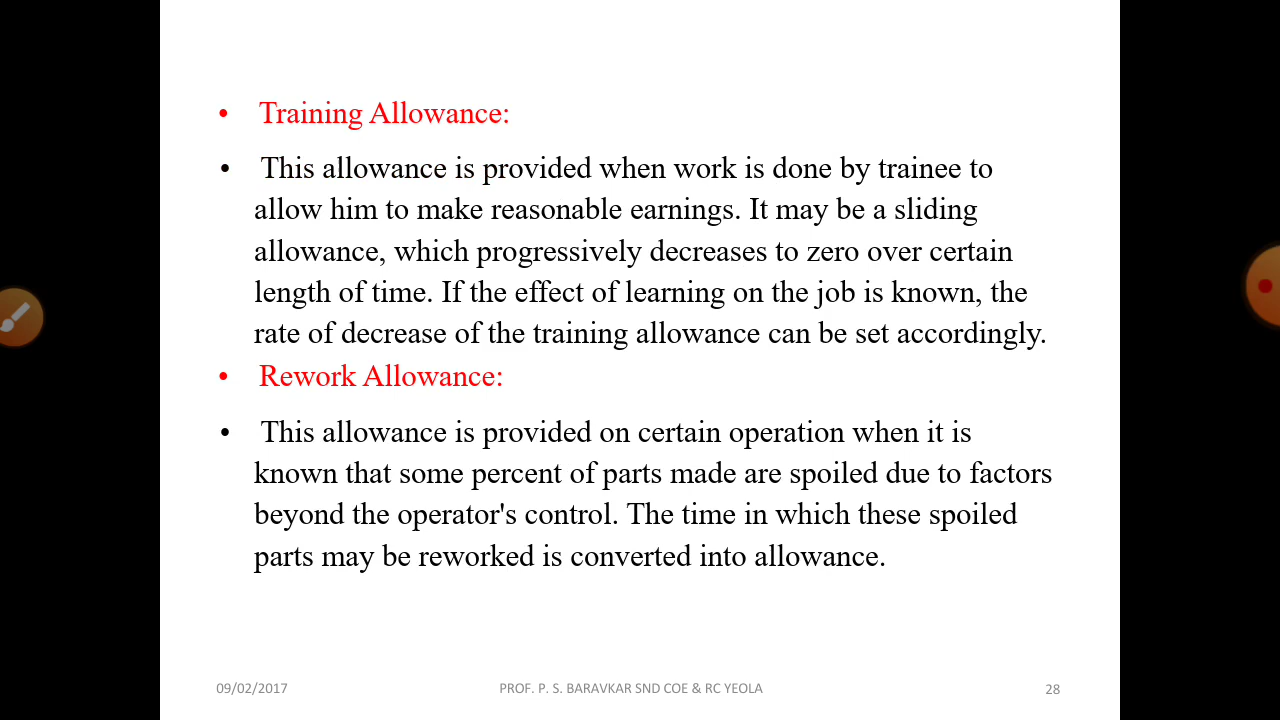 • Training Allowance:
• This allowance is provided when work is done by trainee to
allow him to make reasonable earnings. It may be a sliding
allowance, which progressively decreases to zero over certain
length of time. If the effect of learning on the job is known, the
rate of decrease of the training allowance can be set accordingly.
• Rework Allowance:
• This allowance is provided on certain operation when it is
known that some percent of parts made are spoiled due to factors
beyond the operator's control. The time in which these spoiled
parts may be reworked is converted into allowance.
09/02/2017 PROF. P. S. BARAVKAR SND COE & RC YEOLA 28